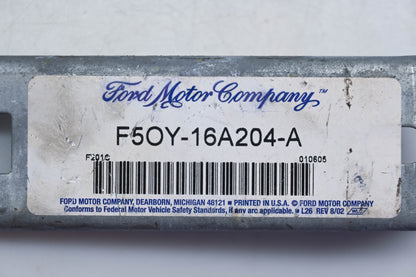 Ford Motor Company™
F5OY-16A204-A
F201C 010605
FORD MOTOR COMPANY, DEARBORN, MICHIGAN 48121 ■ PRINTED IN U.S.A. © FORD MOTOR COMPANY
Conforms to Federal Motor Vehicle Safety Standards, if any are applicable. ■ L26 REV 8/02